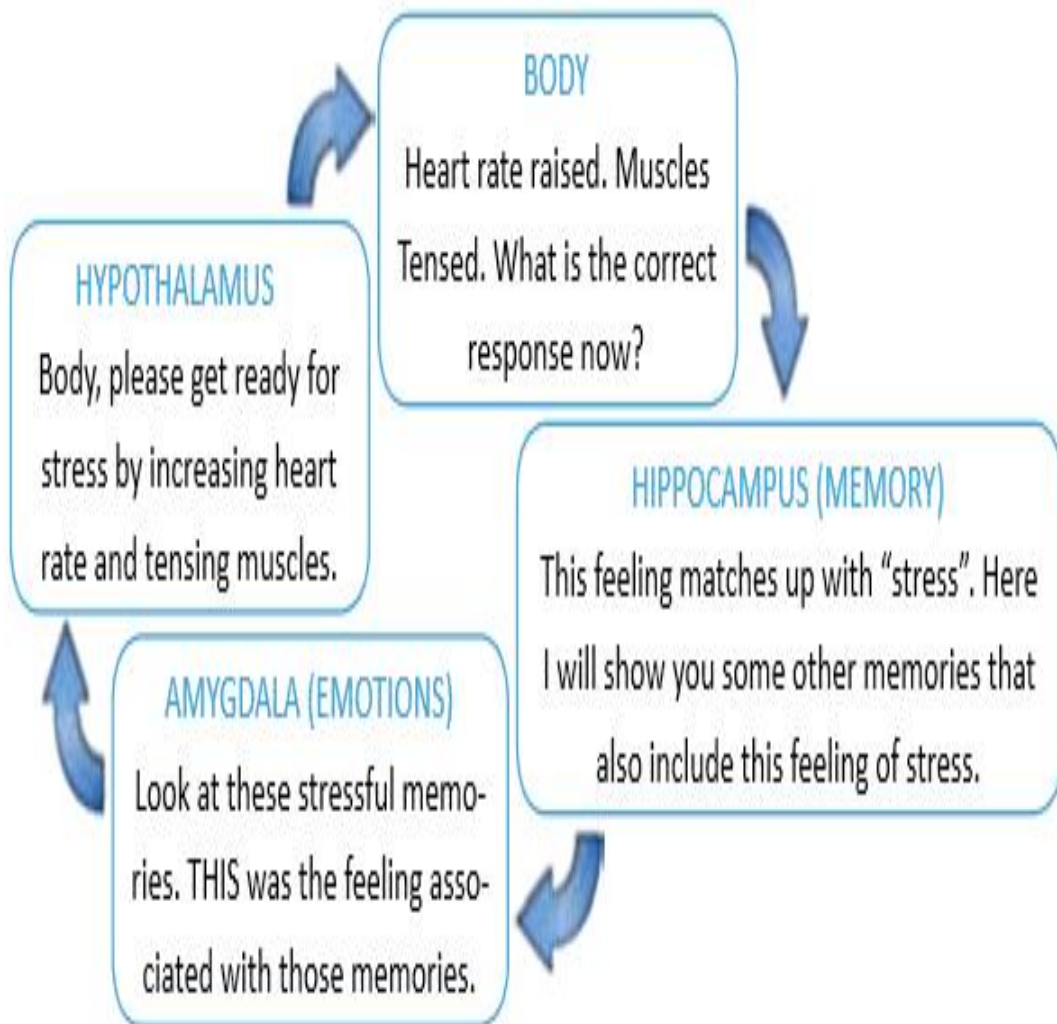 BODY
Heart rate raised. Muscles
Tensed. What is the correct
response now?
HYPOTHALAMUS
Body, please get ready for
stress by increasing heart
rate and tensing muscles.
HIPPOCAMPUS (MEMORY)
This feeling matches up with “stress”. Here
I will show you some other memories that
also include this feeling of stress.
AMYGDALA (EMOTIONS)
Look at these stressful memo-
ries. THIS was the feeling asso-
ciated with those memories.